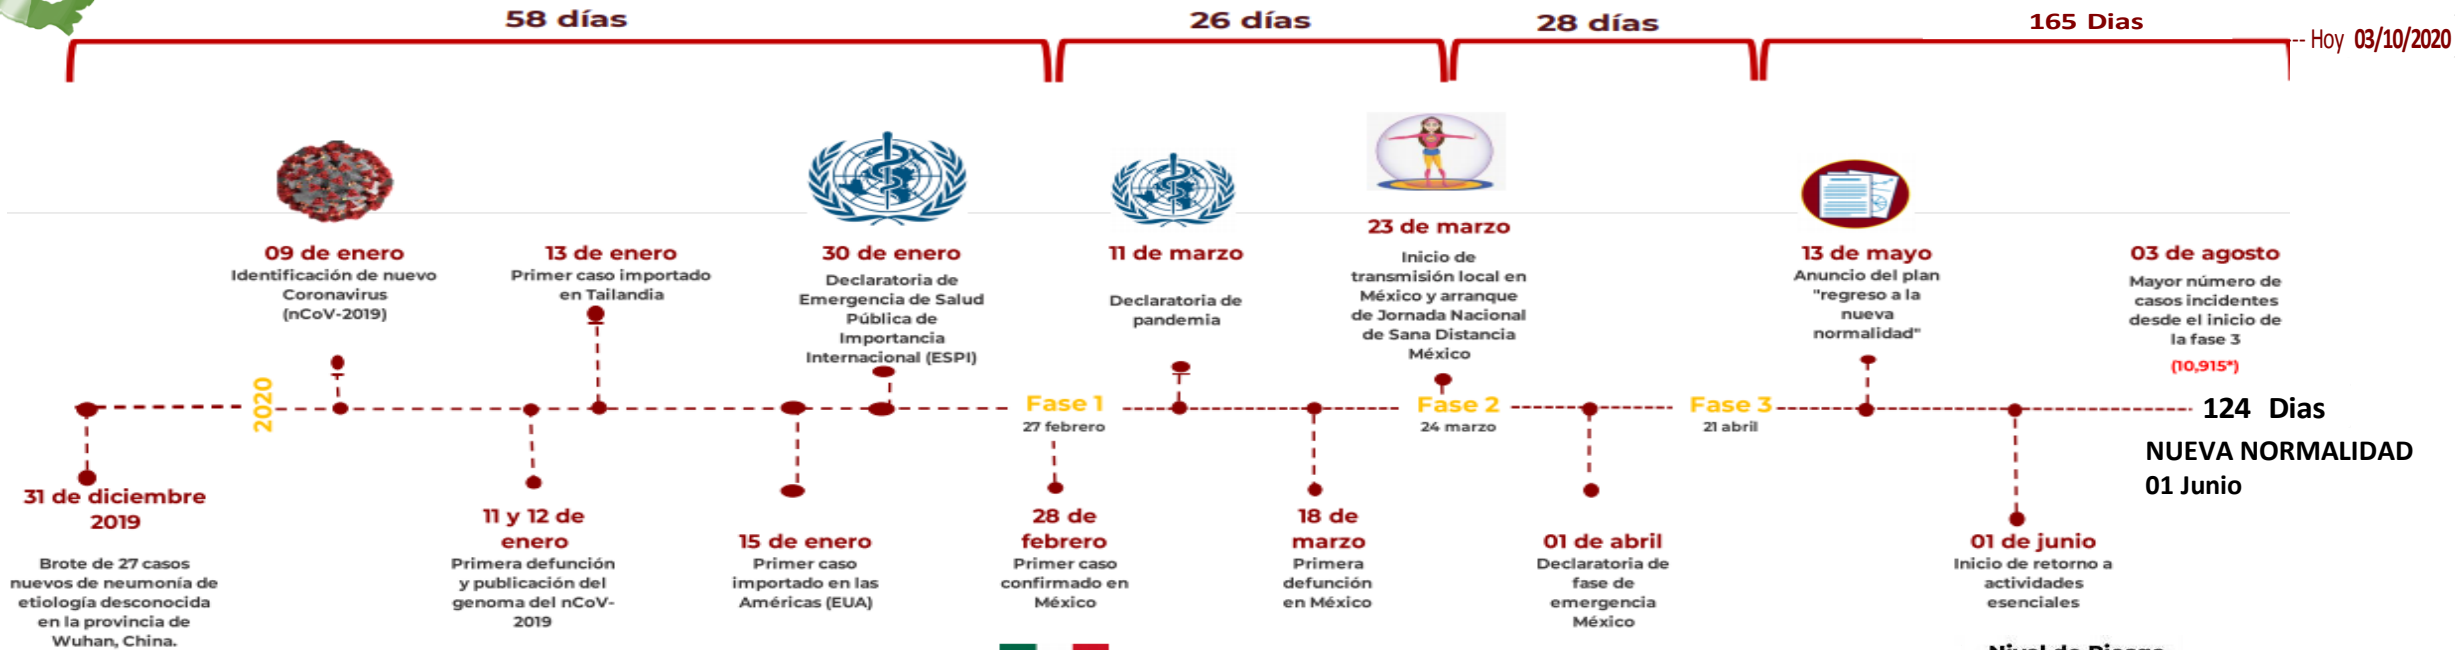 58 días
26 días
28 días
165 Dias
-- Hoy 03/10/2020
09 de enero
Identificación de nuevo
Coronavirus
(nCoV-2019)
13 de enero
Primer caso importado
en Tailandia
30 de enero
Declaratoria de
Emergencia de Salud
Pública de
Importancia
Internacional (ESPI)
11 de marzo
Declaratoria de
pandemia
23 de marzo
Inicio de
transmisión local en
México y arranque
de Jornada Nacional
de Sana Distancia
México
13 de mayo
Anuncio del plan
"regreso a la
nueva
normalidad"
03 de agosto
Mayor número de
casos incidentes
desde el inicio de
la fase 3
(10,915*)
2020
Fase 1
27 febrero
Fase 2
24 marzo
Fase 3
21 abril
124 Dias
NUEVA NORMALIDAD
01 Junio
31 de diciembre
2019
Brote de 27 casos
nuevos de neumonía de
etiología desconocida
en la provincia de
Wuhan, China.
11 y 12 de
enero
Primera defunción
y publicación del
genoma del nCoV-
2019
15 de enero
Primer caso
importado en las
Américas (EUA)
28 de
febrero
Primer caso
confirmado en
México
18 de
marzo
Primera
defunción
en México
01 de abril
Declaratoria de
fase de
emergencia
México
01 de junio
Inicio de retorno a
actividades
esenciales
Nivel de Riesgo